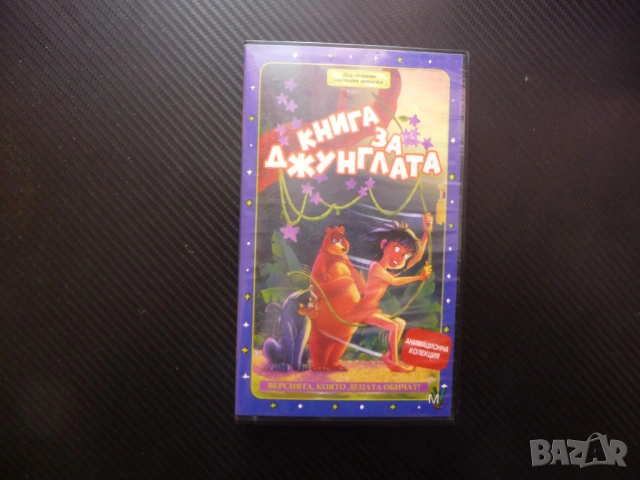 КНИГА
ЗА
ДЖУНГЛАТА
АНИМАЦИОННА
КОЛЕКЦИЯ
ВЕРСИЯТА, КОЯТО ДЕЦАТА ОБИЧАТ!
М
BAZAR